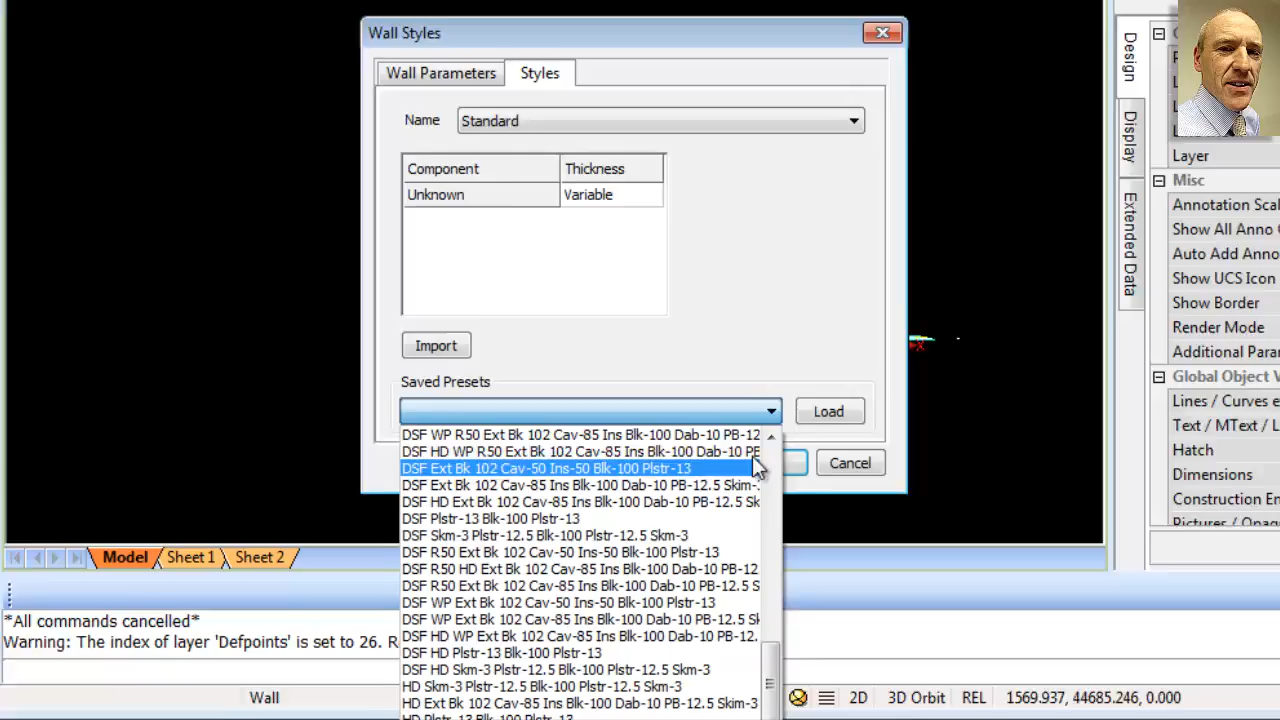 Wall Styles
Wall Parameters
Styles
Name
Standard
Component Thickness
Unknown Variable
Import
Saved Presets
Load
DSF WP R50 Ext Bk 102 Cav-85 Ins Blk-100 Dab-10 PB-12
DSF HD WP R50 Ext Bk 102 Cav-85 Ins Blk-100 Dab-10
DSF Ext Bk 102 Cav-50 Ins-50 Blk-100 Plstr-13
DSF Ext Bk 102 Cav-85 Ins Blk-100 Dab-10 PB-12.5 Skim-
DSF HD Ext Bk 102 Cav-85 Ins Blk-100 Dab-10 PB-12.5 Sk
DSF Plstr-13 Blk-100 Plstr-13
DSF Skm-3 Plstr-12.5 Blk-100 Plstr-12.5 Skm-3
DSF R50 Ext Bk 102 Cav-50 Ins-50 Blk-100 Plstr-13
DSF R50 HD Ext Bk 102 Cav-85 Ins Blk-100 Dab-10 PB-12
DSF R50 Ext Bk 102 Cav-85 Ins Blk-100 Dab-10 PB-12.5 S
DSF WP Ext Bk 102 Cav-50 Ins-50 Blk-100 Plstr-13
DSF WP Ext Bk 102 Cav-85 Ins Blk-100 Dab-10 PB-12.5 S
DSF HD WP Ext Bk 102 Cav-85 Ins Blk-100 Dab-10 PB-12.
DSF HD Plstr-13 Blk-100 Plstr-13
DSF HD Skm-3 Plstr-12.5 Blk-100 Plstr-12.5 Skm-3
HD Skm-3 Plstr-12.5 Blk-100 Plstr-12.5 Skm-3
HD Ext Bk 102 Cav-85 Ins Blk-100 Dab-10 PB-12.5 Skim-3
HD Plstr-13 Blk-100 Plstr-13
Cancel
Model Sheet 1 Sheet 2
*All commands cancelled*
Warning: The index of layer 'Defpoints' is set to 26. R
Wall
2D 3D Orbit REL 1569.937, 44685.246, 0.000
Design
Display
Extended Data
Layer
Misc
Annotation Scal
Show All Anno
Auto Add Anno
Show UCS Icon
Show Border
Render Mode
Additional Para
Global Object V
Lines / Curves
Text / MText / L
Hatch
Dimensions
Construction
Pictures / Opaq